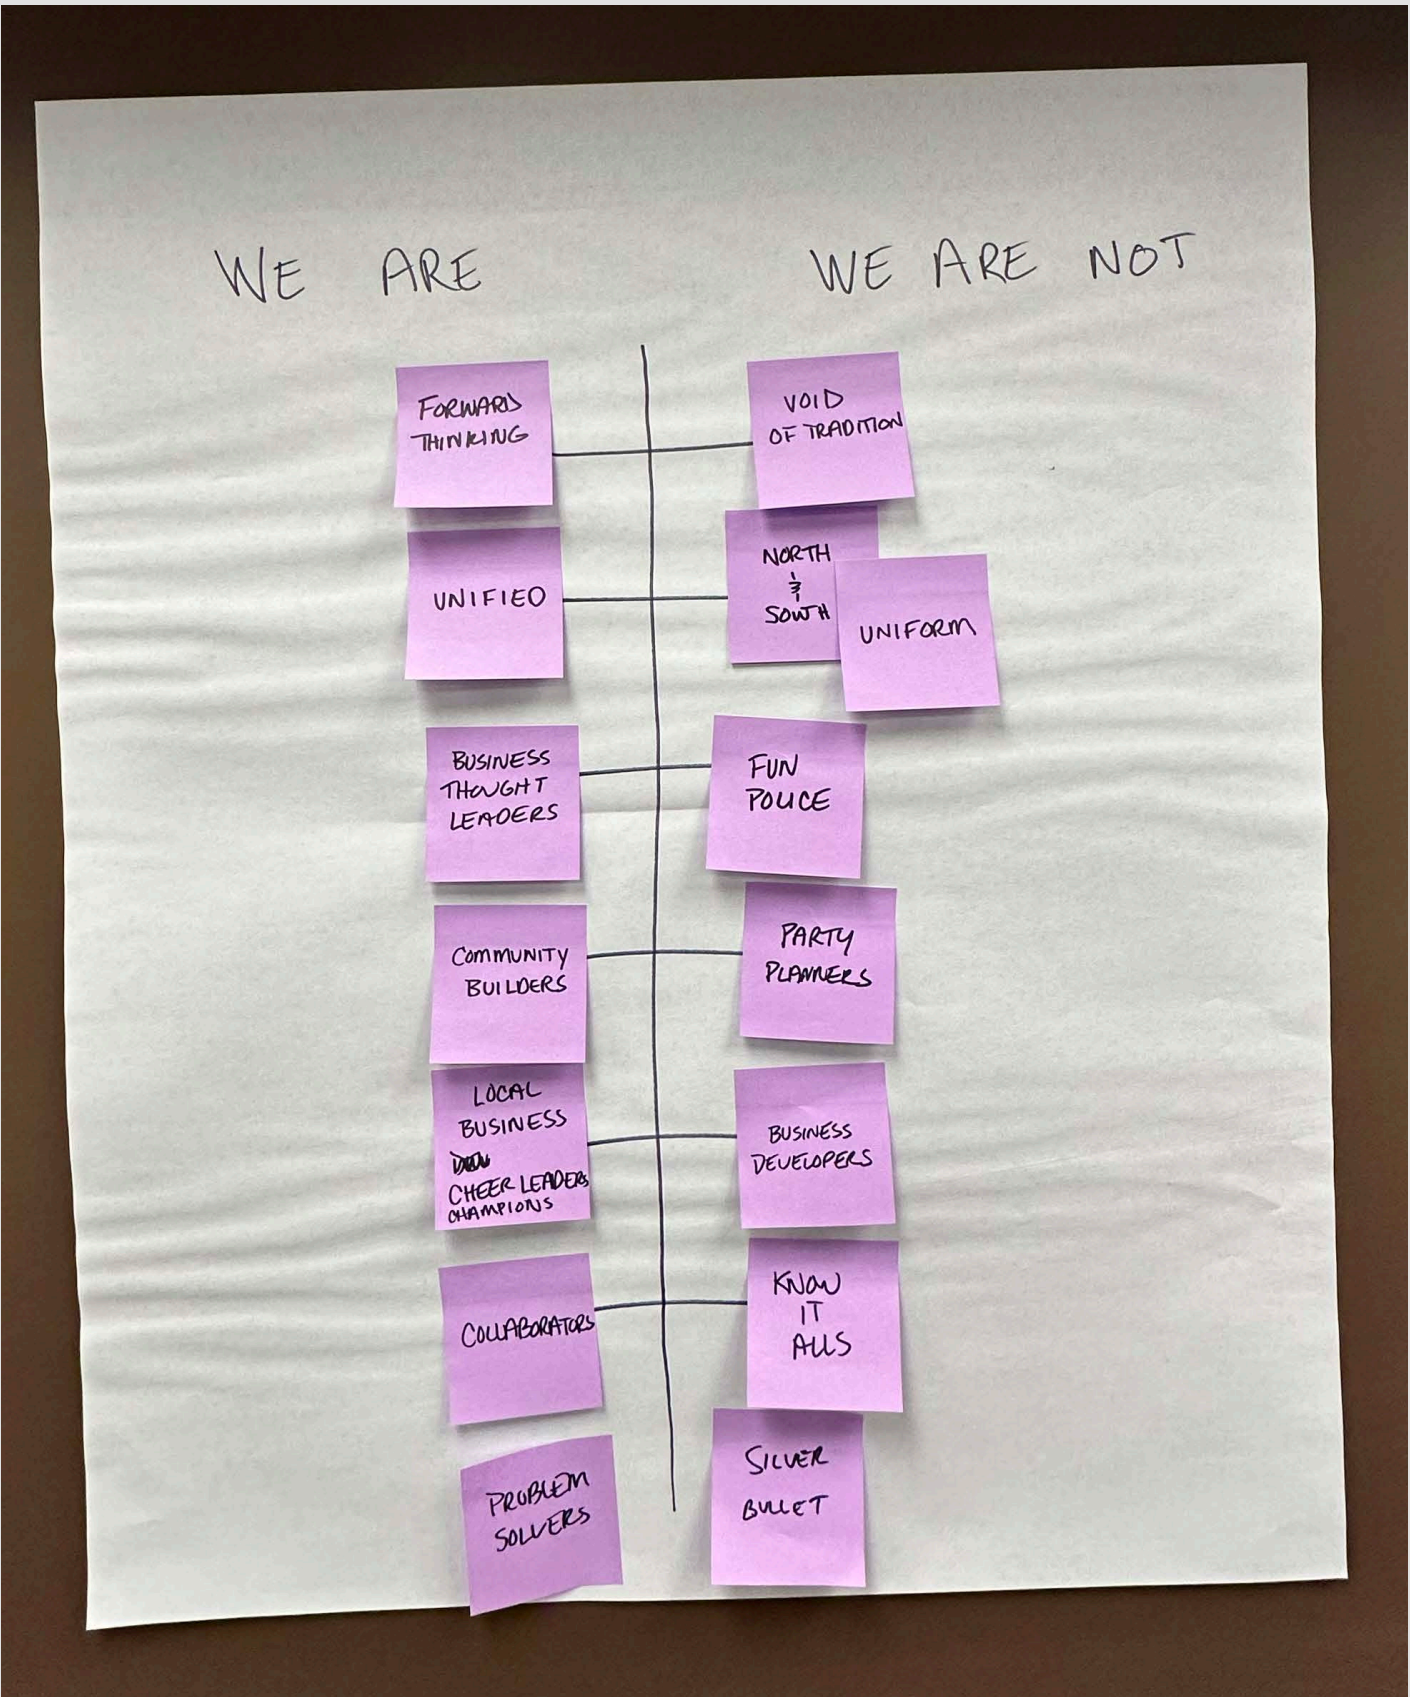 WE ARE
WE ARE NOT
FORWARD
THINKING
VOID
OF TRADITION
UNIFIED
NORTH
&
SOUTH
UNIFORM
BUSINESS
THOUGHT
LEADERS
FUN
POLICE
COMMUNITY
BUILDERS
PARTY
PLANNERS
LOCAL
BUSINESS
CHEER LEADERS
CHAMPIONS
BUSINESS
DEVELOPERS
COLLABORATORS
KNOW
IT
ALLS
PROBLEM
SOLVERS
SILVER
BULLET